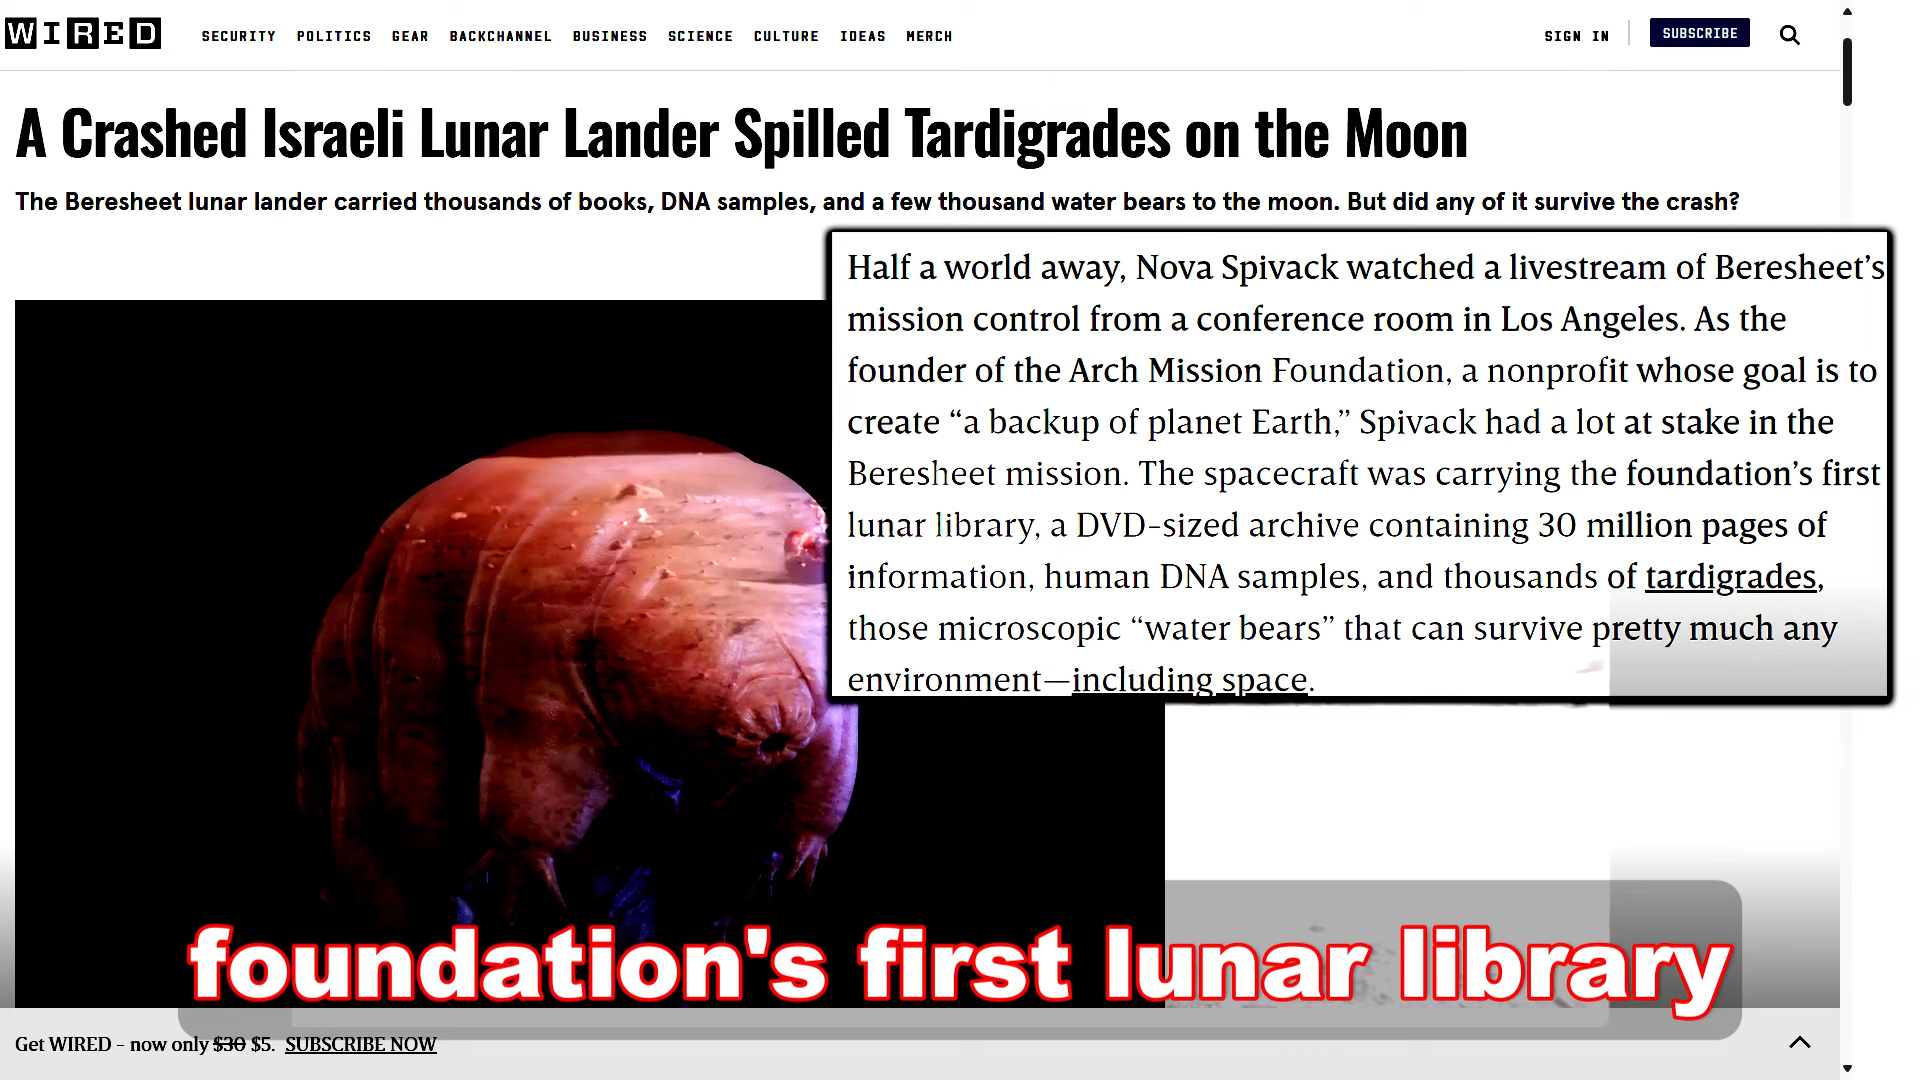 WIRED
SECURITY POLITICS GEAR BACKCHANNEL BUSINESS SCIENCE CULTURE IDEAS MERCH
SIGN IN
SUBSCRIBE
A Crashed Israeli Lunar Lander Spilled Tardigrades on the Moon
The Beresheet lunar lander carried thousands of books, DNA samples, and a few thousand water bears to the moon. But did any of it survive the crash?
Half a world away, Nova Spivack watched a livestream of Beresheet’s
mission control from a conference room in Los Angeles. As the
founder of the Arch Mission Foundation, a nonprofit whose goal is to
create “a backup of planet Earth,” Spivack had a lot at stake in the
Beresheet mission. The spacecraft was carrying the foundation’s first
lunar library, a DVD-sized archive containing 30 million pages of
information, human DNA samples, and thousands of tardigrades,
those microscopic “water bears” that can survive pretty much any
environment—including space.
foundation's first lunar library
Get WIRED - now only $30 $5. SUBSCRIBE NOW